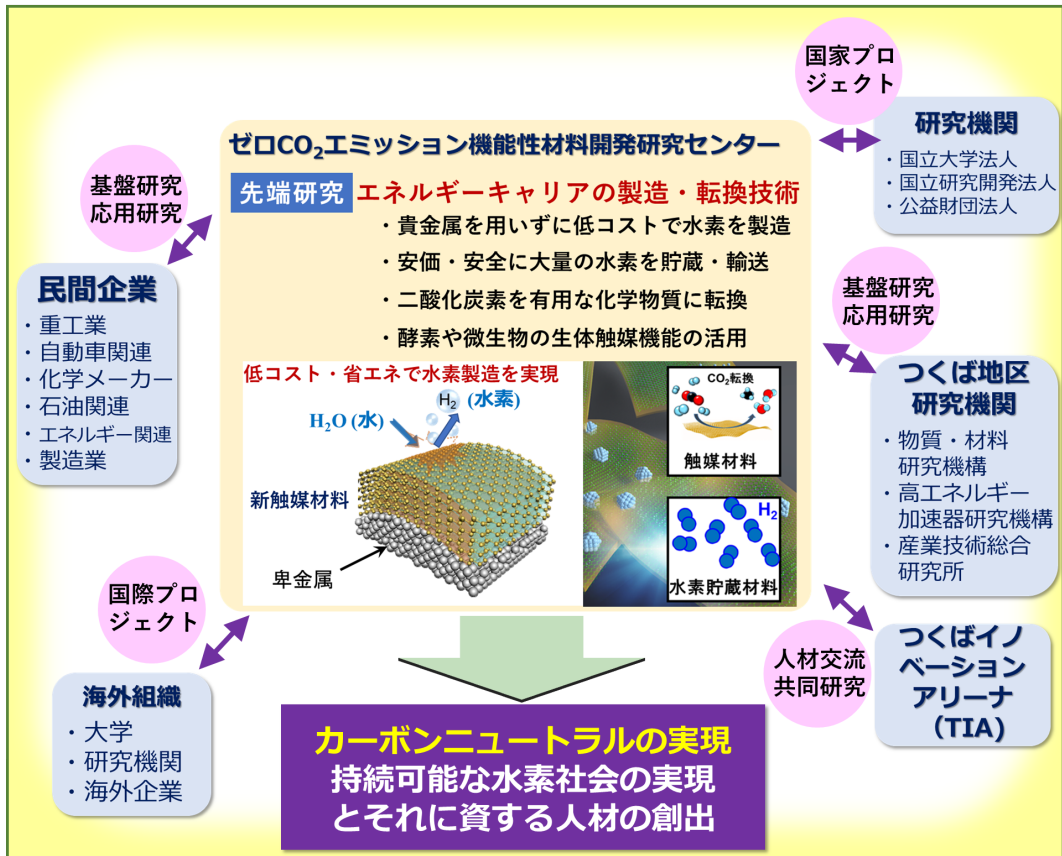 国家プロ
ジェクト
研究機関
・国立大学法人
・国立研究開発法人
・公益財団法人
ゼロCO₂エミッション機能性材料開発研究センター
先端研究 エネルギーキャリアの製造・転換技術
・貴金属を用いずに低コストで水素を製造
・安価・安全に大量の水素を貯蔵・輸送
・二酸化炭素を有用な化学物質に転換
・酵素や微生物の生体触媒機能の活用
基盤研究
応用研究
民間企業
・重工業
・自動車関連
・化学メーカー
・石油関連
・エネルギー関連
・製造業
低コスト・省エネで水素製造を実現
H₂ (水素)
H₂O (水)
新触媒材料
卑金属
CO₂転換
触媒材料
H₂
水素貯蔵材料
基盤研究
応用研究
つくば地区
研究機関
・物質・材料
研究機構
・高エネルギー
加速器研究機構
・産業技術総合
研究所
国際プロ
ジェクト
海外組織
・大学
・研究機関
・海外企業
人材交流
共同研究
つくばイノ
ベーション
アリーナ
（TIA)
カーボンニュートラルの実現
持続可能な水素社会の実現
とそれに資する人材の創出